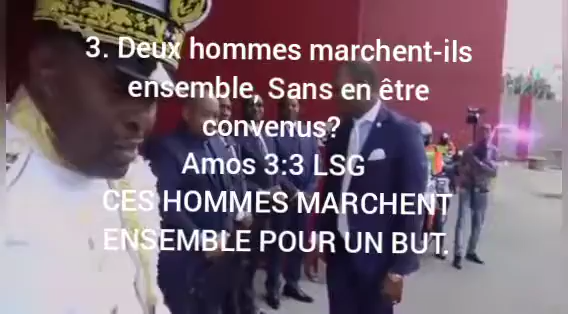 3. Deux hommes marchent-ils
ensemble, Sans en être
convenus?
Amos 3:3 LSG
CES HOMMES MARCHENT
ENSEMBLE POUR UN BUT.